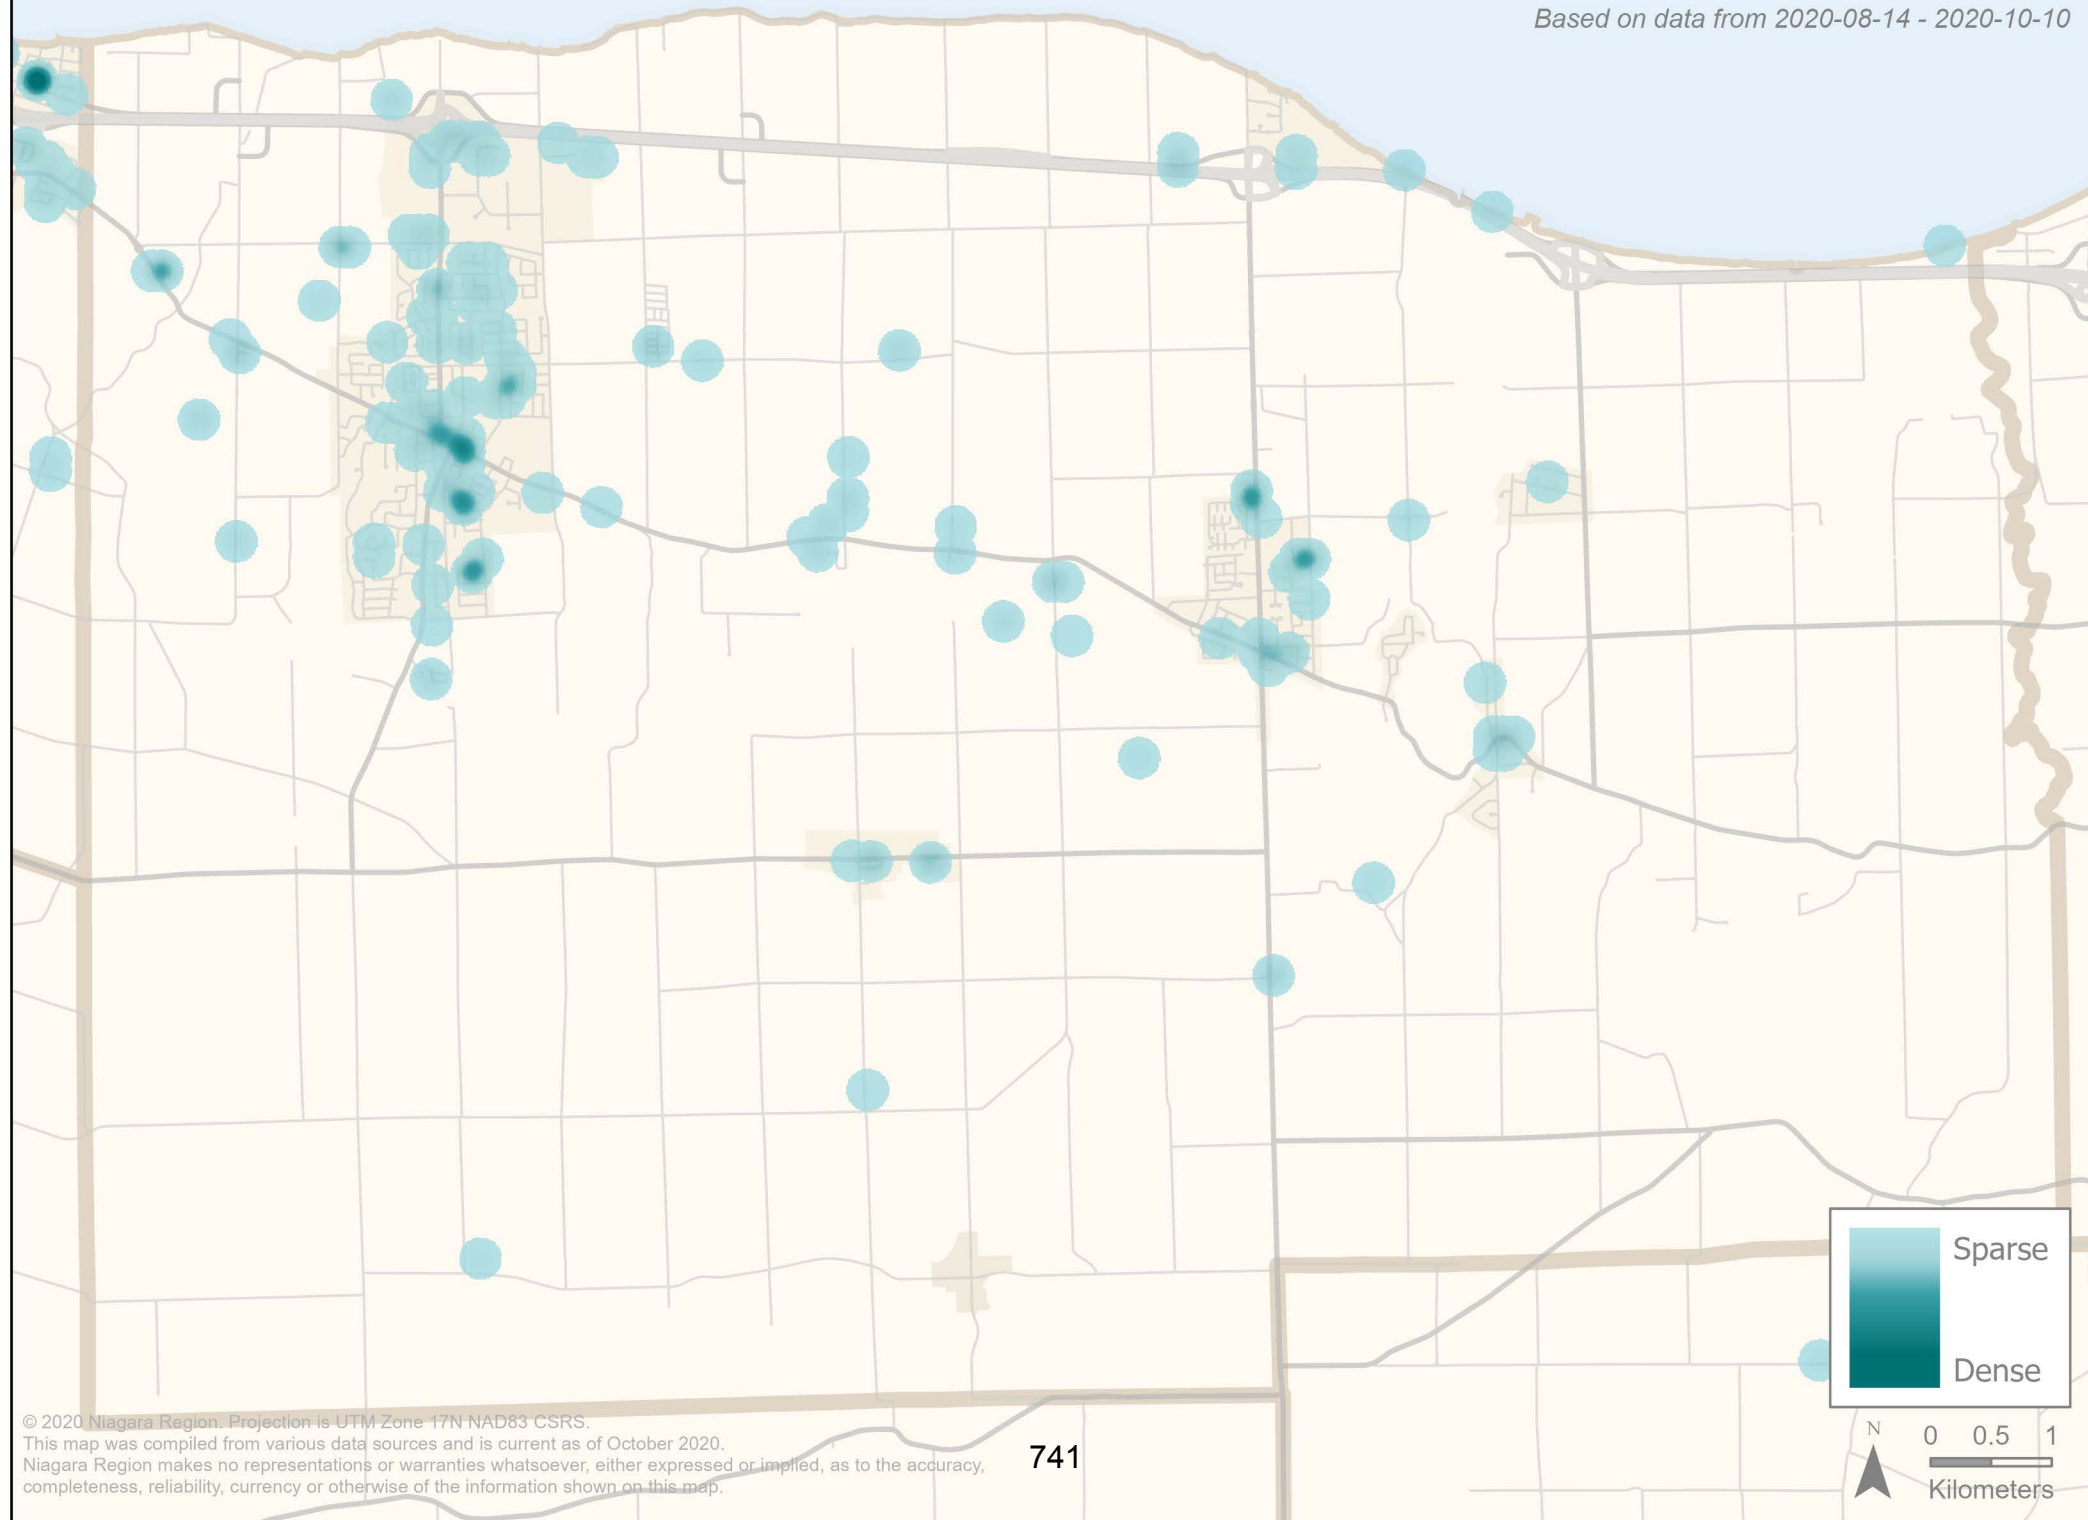 Based on data from 2020-08-14 - 2020-10-10
Sparse
Dense
© 2020 Niagara Region. Projection is UTM Zone 17N NAD83 CSRS.
This map was compiled from various data sources and is current as of October 2020.
Niagara Region makes no representations or warranties whatsoever, either expressed or implied, as to the accuracy,
completeness, reliability, currency or otherwise of the information shown on this map.
741
N
0 0.5 1
Kilometers